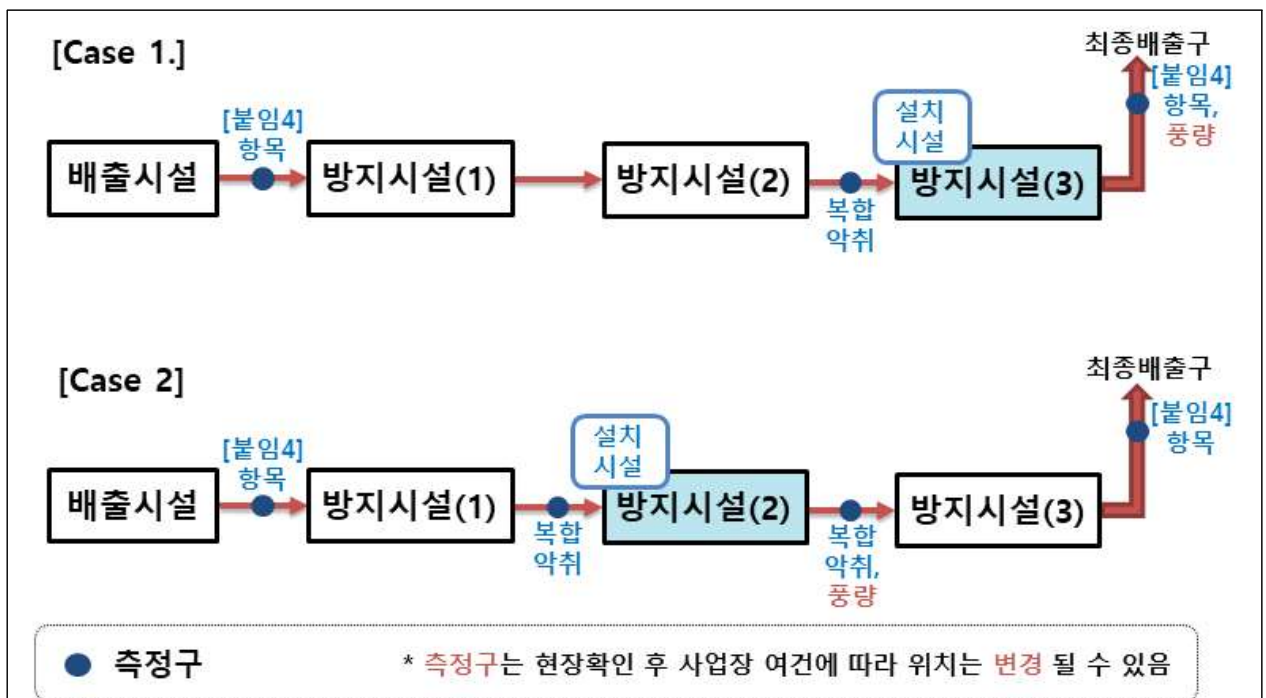 [Case 1.]
최종배출구
[붙임4]
항목,
풍량
설치
시설
[붙임4]
항목
배출시설
방지시설(1)
방지시설(2)
방지시설(3)
복합
악취
[Case 2]
최종배출구
[붙임4]
항목
설치
시설
[붙임4]
항목
배출시설
방지시설(1)
방지시설(2)
방지시설(3)
복합
악취
복합
악취,
풍량
측정구
* 측정구는 현장확인 후 사업장 여건에 따라 위치는 변경 될 수 있음